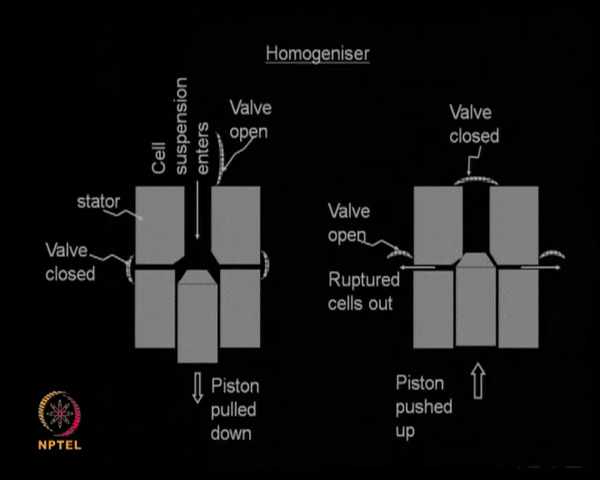 Homogeniser
Cell
suspension
enters
Valve
open
stator
Valve
closed
Piston
pulled
down
Valve
closed
Valve
open
Ruptured
cells out
Piston
pushed
up
NPTEL